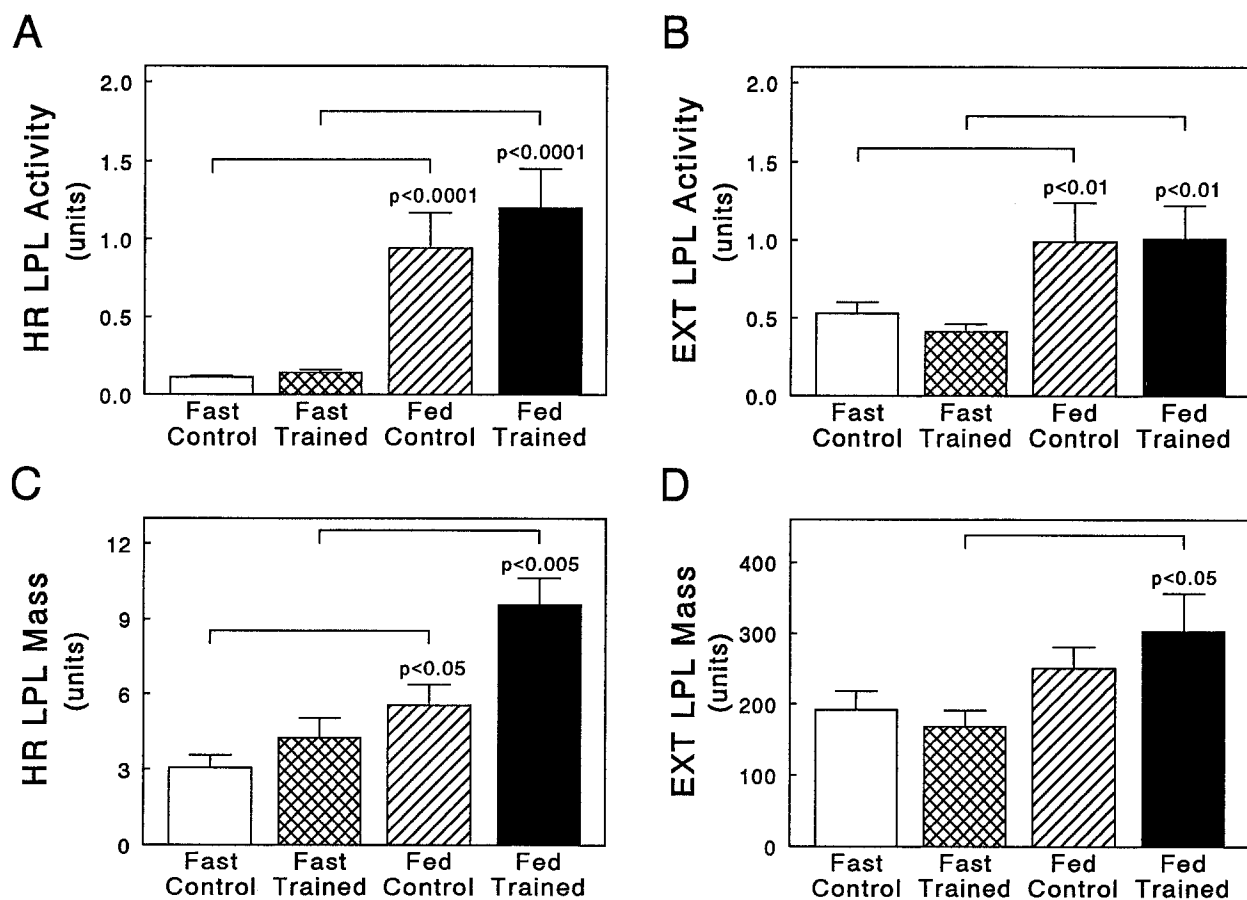 A
HR LPL Activity
(units)
2.0
1.5
1.0
0.5
0.0
p<0.0001
p<0.0001
Fast Control
Fast Trained
Fed Control
Fed Trained
B
EXT LPL Activity
(units)
2.0
1.5
1.0
0.5
0.0
p<0.01
p<0.01
Fast Control
Fast Trained
Fed Control
Fed Trained
C
HR LPL Mass
(units)
12
9
6
3
0
p<0.05
p<0.005
Fast Control
Fast Trained
Fed Control
Fed Trained
D
EXT LPL Mass
(units)
400
300
200
100
0
p<0.05
Fast Control
Fast Trained
Fed Control
Fed Trained